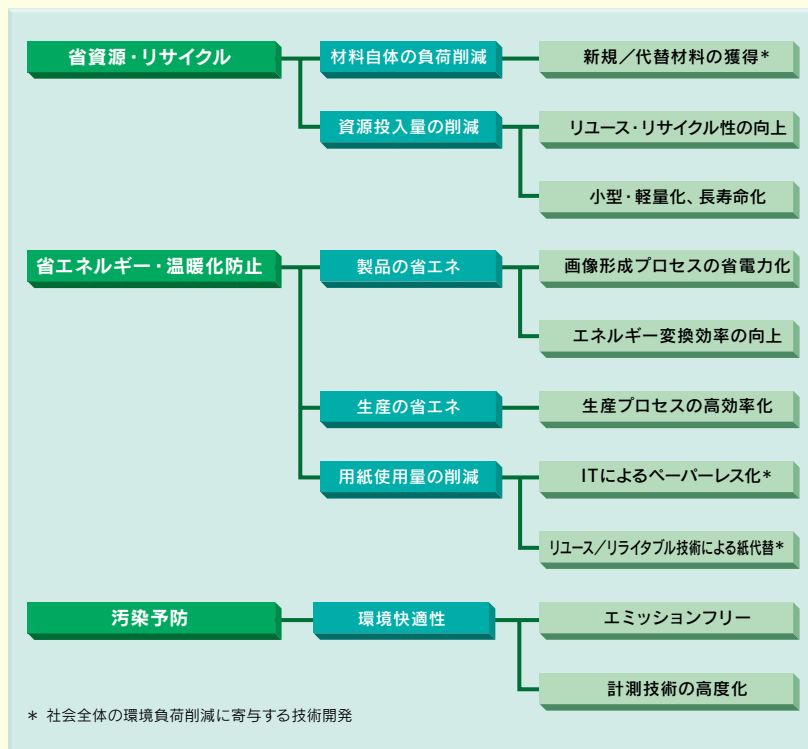 省資源・リサイクル
材料自体の負荷削減
新規／代替材料の獲得*
資源投入量の削減
リユース・リサイクル性の向上
小型・軽量化、長寿命化
省エネルギー・温暖化防止
製品の省エネ
画像形成プロセスの省電力化
エネルギー変換効率の向上
生産の省エネ
生産プロセスの高効率化
用紙使用量の削減
ITによるペーパーレス化*
リユース／リライタブル技術による紙代替*
汚染予防
環境快適性
エミッションフリー
計測技術の高度化
* 社会全体の環境負荷削減に寄与する技術開発